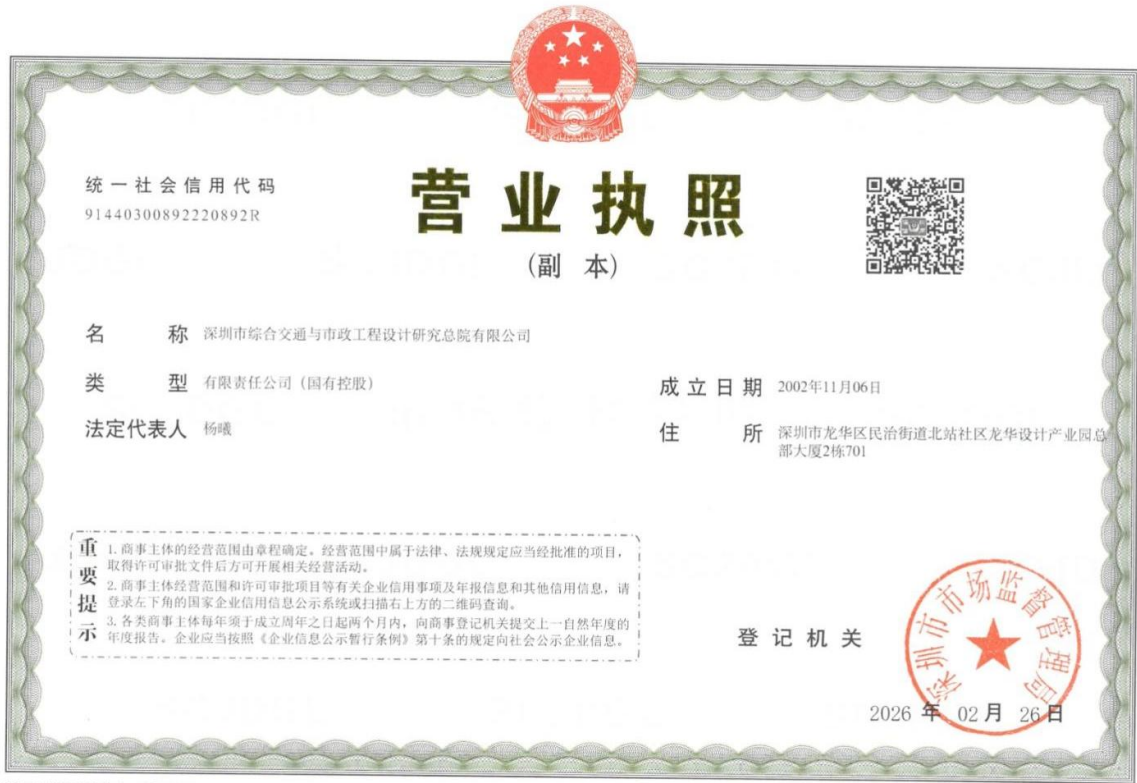 统一社会信用代码
91440300892220892R
营业执照
(副 本)
名 称 深圳市综合交通与市政工程设计研究总院有限公司
类 型 有限责任公司（国有控股）
法定代表人 杨曦
成立日期 2002年11月06日
住 所 深圳市龙华区民治街道北站社区龙华设计产业园总
部大厦2栋701
重要提示
1. 商事主体的经营范围由章程确定。经营范围中属于法律、法规规定应当经批准的项目，
取得许可审批文件后方可开展相关经营活动。
2. 商事主体经营范围和许可审批项目等有关企业信用事项及年报信息和其他信用信息，请
登录左下角的国家企业信用信息公示系统或扫描右上方的二维码查询。
3. 各类商事主体每年须于成立周年之日起两个月内，向商事登记机关提交上一自然年度的
年度报告。企业应当按照《企业信息公示暂行条例》第十条的规定向社会公示企业信息。
登记机关
深圳市市场监督管理局
2026 年 02 月 26 日